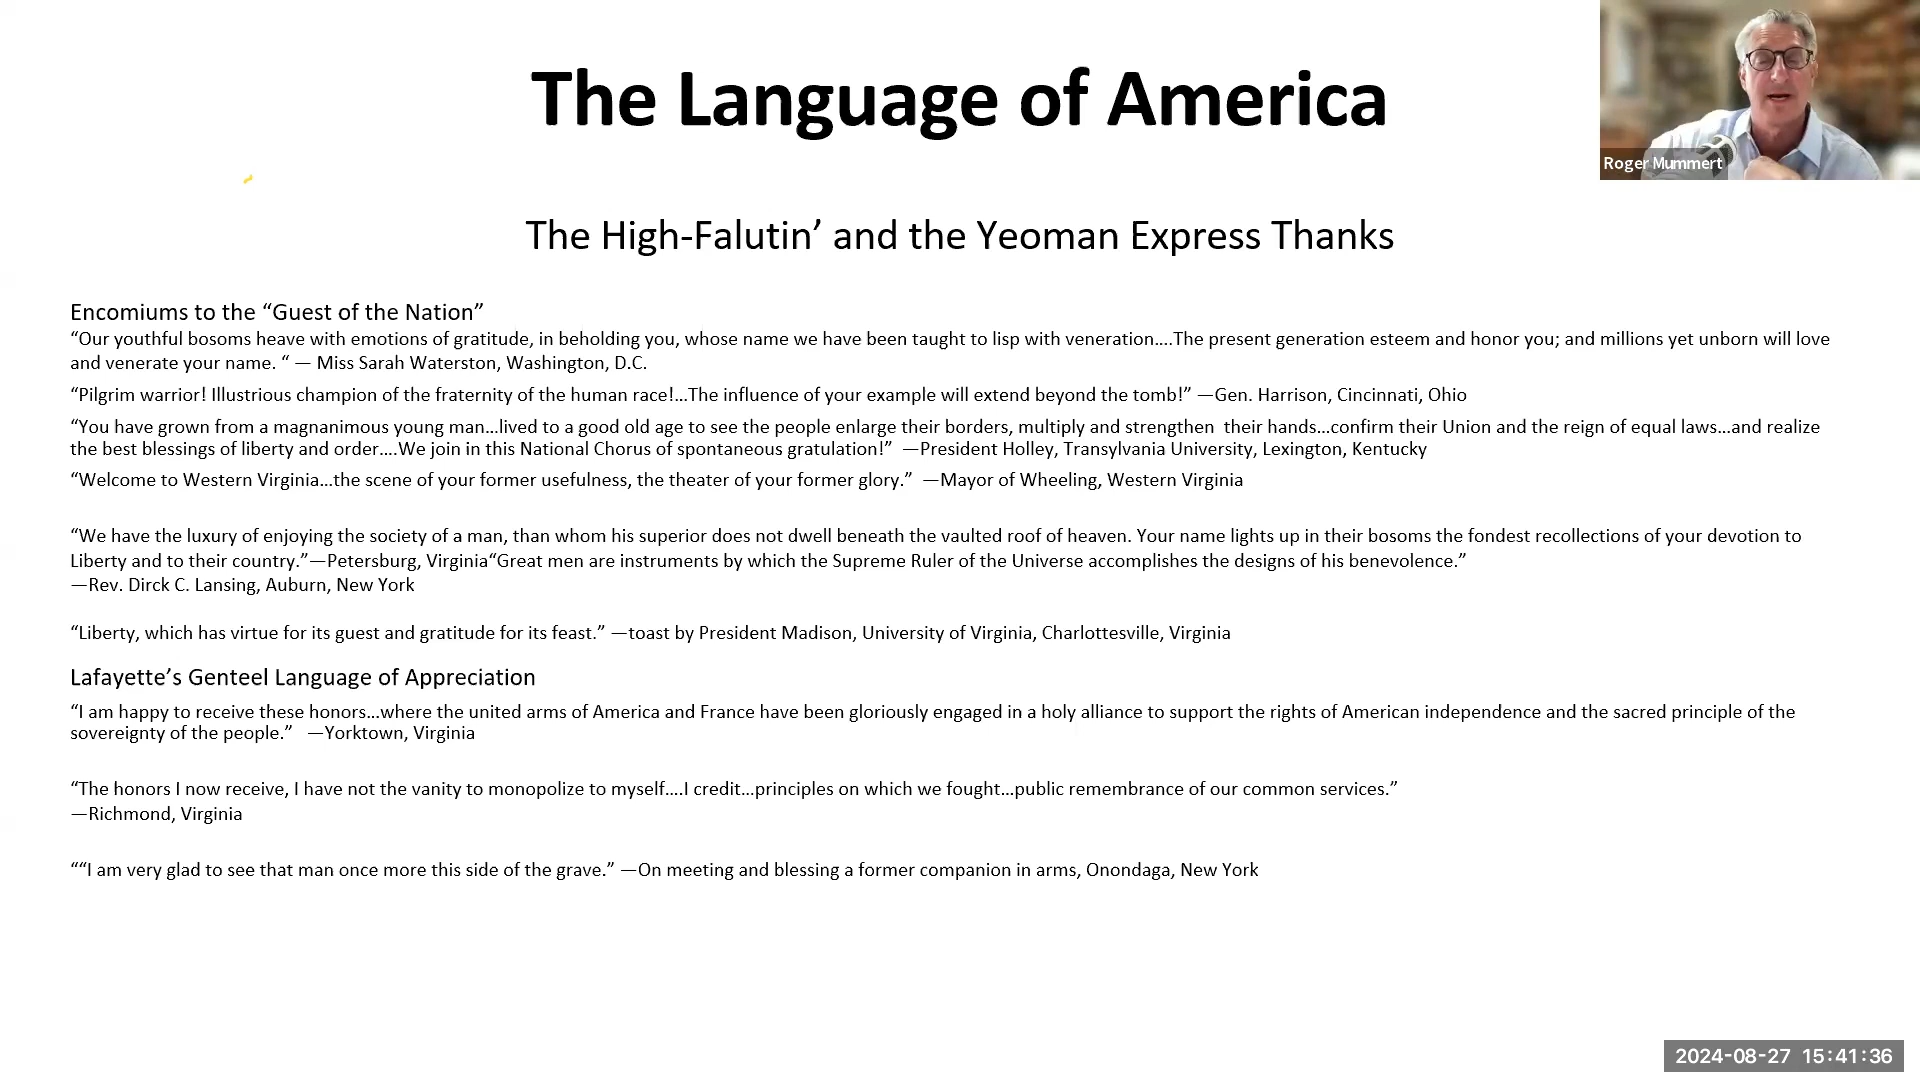 The Language of America
Roger Mummert
The High-Falutin’ and the Yeoman Express Thanks
Encomiums to the “Guest of the Nation”
“Our youthful bosoms heave with emotions of gratitude, in beholding you, whose name we have been taught to lisp with veneration....The present generation esteem and honor you; and millions yet unborn will love
and venerate your name. “ — Miss Sarah Waterston, Washington, D.C.
“Pilgrim warrior! Illustrious champion of the fraternity of the human race!...The influence of your example will extend beyond the tomb!” —Gen. Harrison, Cincinnati, Ohio
“You have grown from a magnanimous young man...lived to a good old age to see the people enlarge their borders, multiply and strengthen  their hands...confirm their Union and the reign of equal laws...and realize
the best blessings of liberty and order....We join in this National Chorus of spontaneous gratulation!”  —President Holley, Transylvania University, Lexington, Kentucky
“Welcome to Western Virginia...the scene of your former usefulness, the theater of your former glory.”  —Mayor of Wheeling, Western Virginia
“We have the luxury of enjoying the society of a man, than whom his superior does not dwell beneath the vaulted roof of heaven. Your name lights up in their bosoms the fondest recollections of your devotion to
Liberty and to their country.”—Petersburg, Virginia“Great men are instruments by which the Supreme Ruler of the Universe accomplishes the designs of his benevolence.”
—Rev. Dirck C. Lansing, Auburn, New York
“Liberty, which has virtue for its guest and gratitude for its feast.” —toast by President Madison, University of Virginia, Charlottesville, Virginia
Lafayette’s Genteel Language of Appreciation
“I am happy to receive these honors...where the united arms of America and France have been gloriously engaged in a holy alliance to support the rights of American independence and the sacred principle of the
sovereignty of the people.”   —Yorktown, Virginia
“The honors I now receive, I have not the vanity to monopolize to myself....I credit...principles on which we fought...public remembrance of our common services.”
—Richmond, Virginia
““I am very glad to see that man once more this side of the grave.” —On meeting and blessing a former companion in arms, Onondaga, New York
2024-08-27 15:41:36